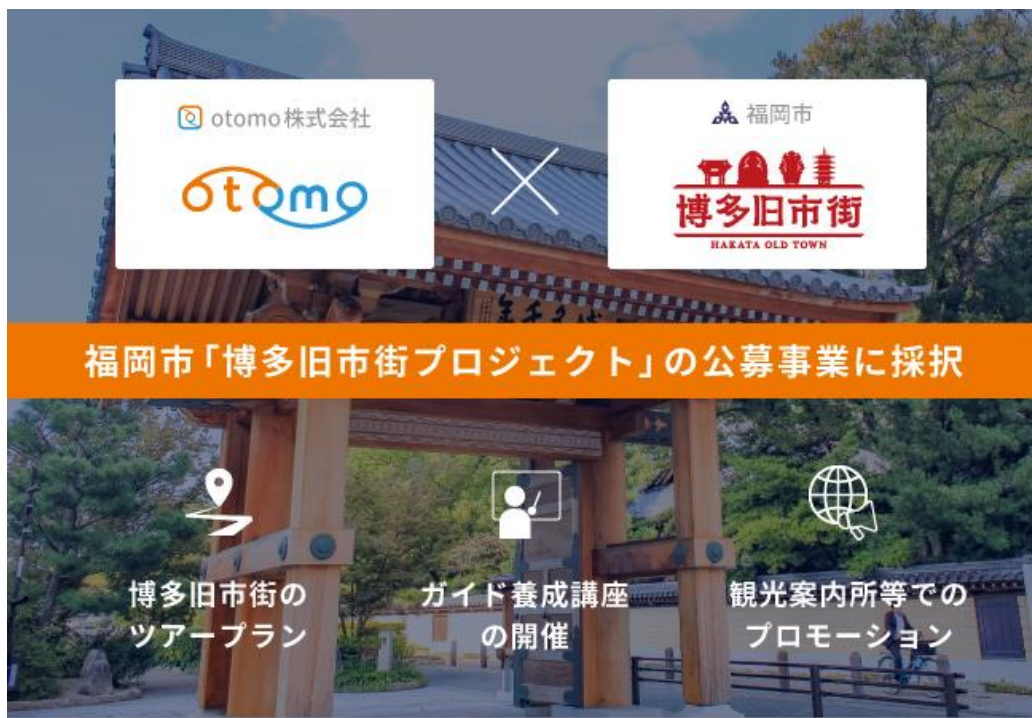 otomo株式会社
otomo
福岡市
博多旧市街
HAKATA OLD TOWN
福岡市「博多旧市街プロジェクト」の公募事業に採択
博多旧市街の
ツアープラン
ガイド養成講座
の開催
観光案内所等での
プロモーション